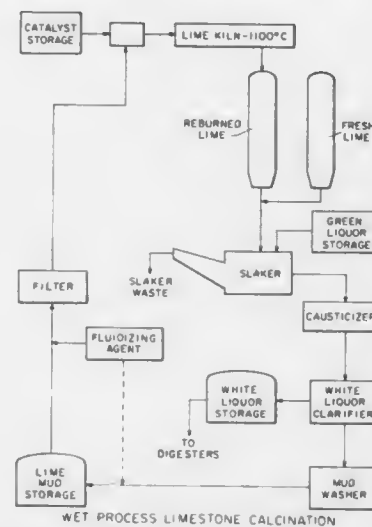 CATALYST
STORAGE
LIME KILN-1100°C
REBURNED
LIME
FRESH
LIME
GREEN
LIQUOR
STORAGE
SLAKER
SLAKER
WASTE
FILTER
CAUSTICIZER
FLUIDIZING
AGENT
WHITE
LIQUOR
STORAGE
WHITE
LIQUOR
CLARIFIER
TO
DIGESTERS
LIME
MUD
STORAGE
MUD
WASHER
WET PROCESS LIMESTONE CALCINATION